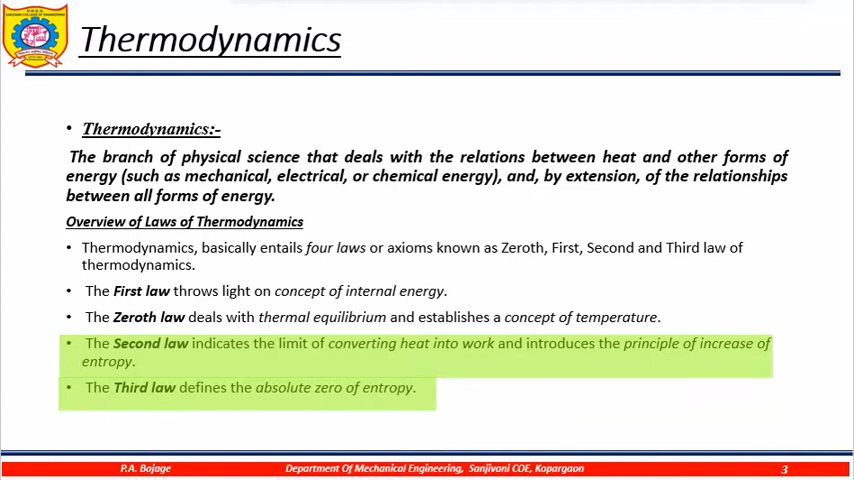 Thermodynamics
• Thermodynamics:-
The branch of physical science that deals with the relations between heat and other forms of
energy (such as mechanical, electrical, or chemical energy), and, by extension, of the relationships
between all forms of energy.
Overview of Laws of Thermodynamics
• Thermodynamics, basically entails four laws or axioms known as Zeroth, First, Second and Third law of
thermodynamics.
• The First law throws light on concept of internal energy.
• The Zeroth law deals with thermal equilibrium and establishes a concept of temperature.
• The Second law indicates the limit of converting heat into work and introduces the principle of increase of
entropy.
• The Third law defines the absolute zero of entropy.
P.A. Bojage Department Of Mechanical Engineering, Sanjivani COE, Kopargaon 3